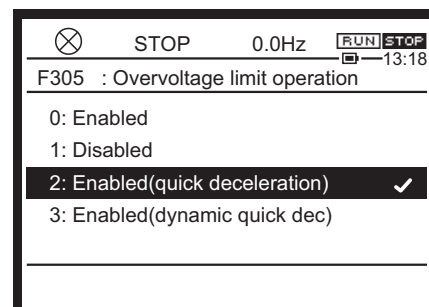 STOP 0.0Hz RUN STOP
13:18
F305 : Overvoltage limit operation
0: Enabled
1: Disabled
2: Enabled(quick deceleration)
3: Enabled(dynamic quick dec)